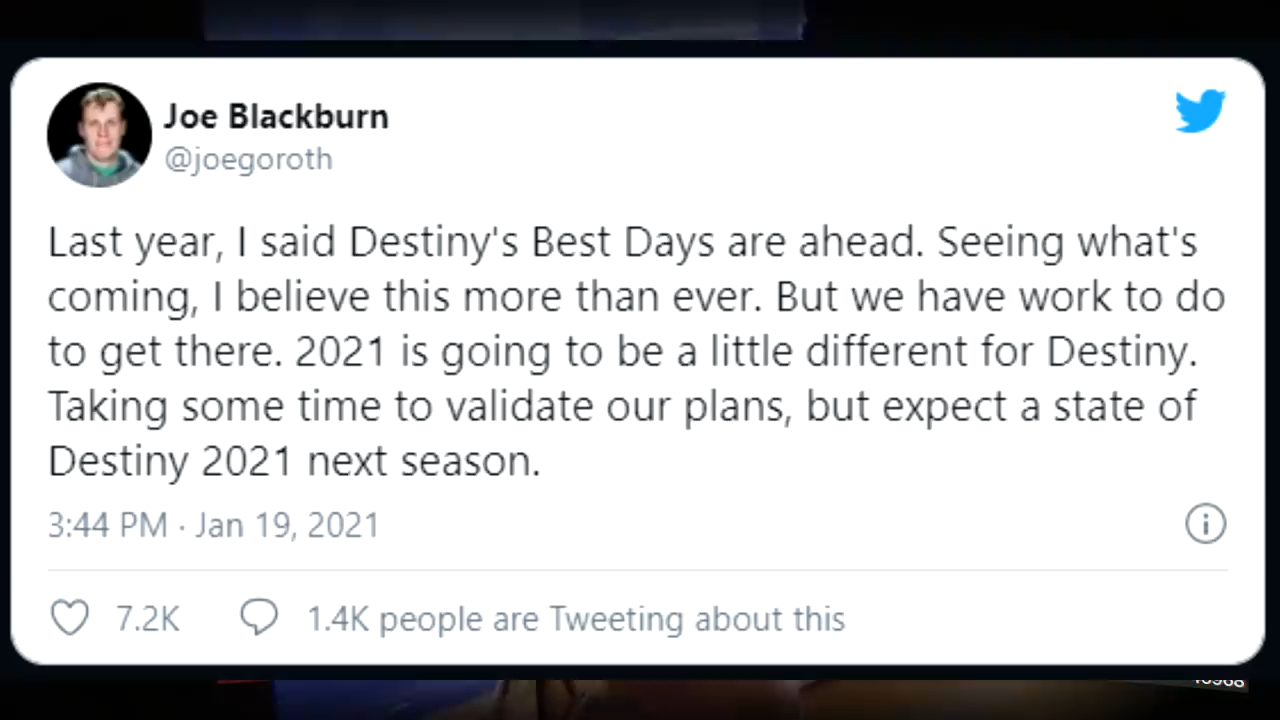 Joe Blackburn
@joegoroth
Last year, I said Destiny's Best Days are ahead. Seeing what's
coming, I believe this more than ever. But we have work to do
to get there. 2021 is going to be a little different for Destiny.
Taking some time to validate our plans, but expect a state of
Destiny 2021 next season.
3:44 PM · Jan 19, 2021
7.2K 1.4K people are Tweeting about this